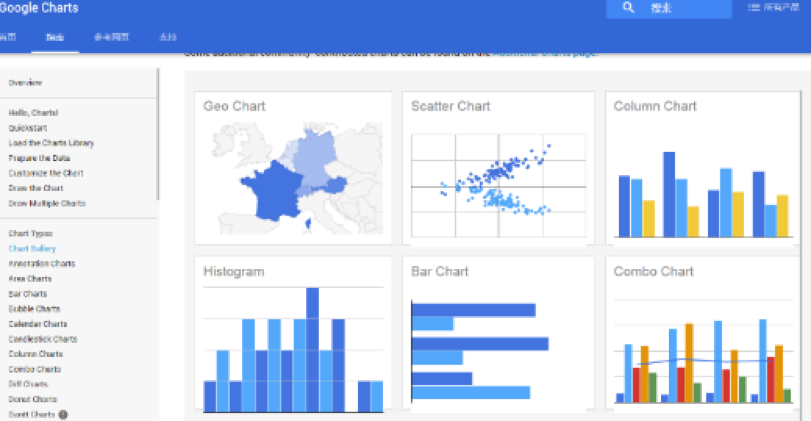 Google Charts
搜索
所有产品
首页
指南
参考网页
支持
Some additional community-contributed charts can be found on the Additional Charts page.
Overview
Hello, Charts!
Quickstart
Load the Charts Library
Prepare the Data
Customize the Chart
Draw the Chart
Draw Multiple Charts
Chart Types
Chart Gallery
Annotation Charts
Area Charts
Bar Charts
Bubble Charts
Calendar Charts
Candlestick Charts
Column Charts
Combo Charts
Diff Charts
Donut Charts
Gantt Charts
Geo Chart
Scatter Chart
Column Chart
Histogram
Bar Chart
Combo Chart